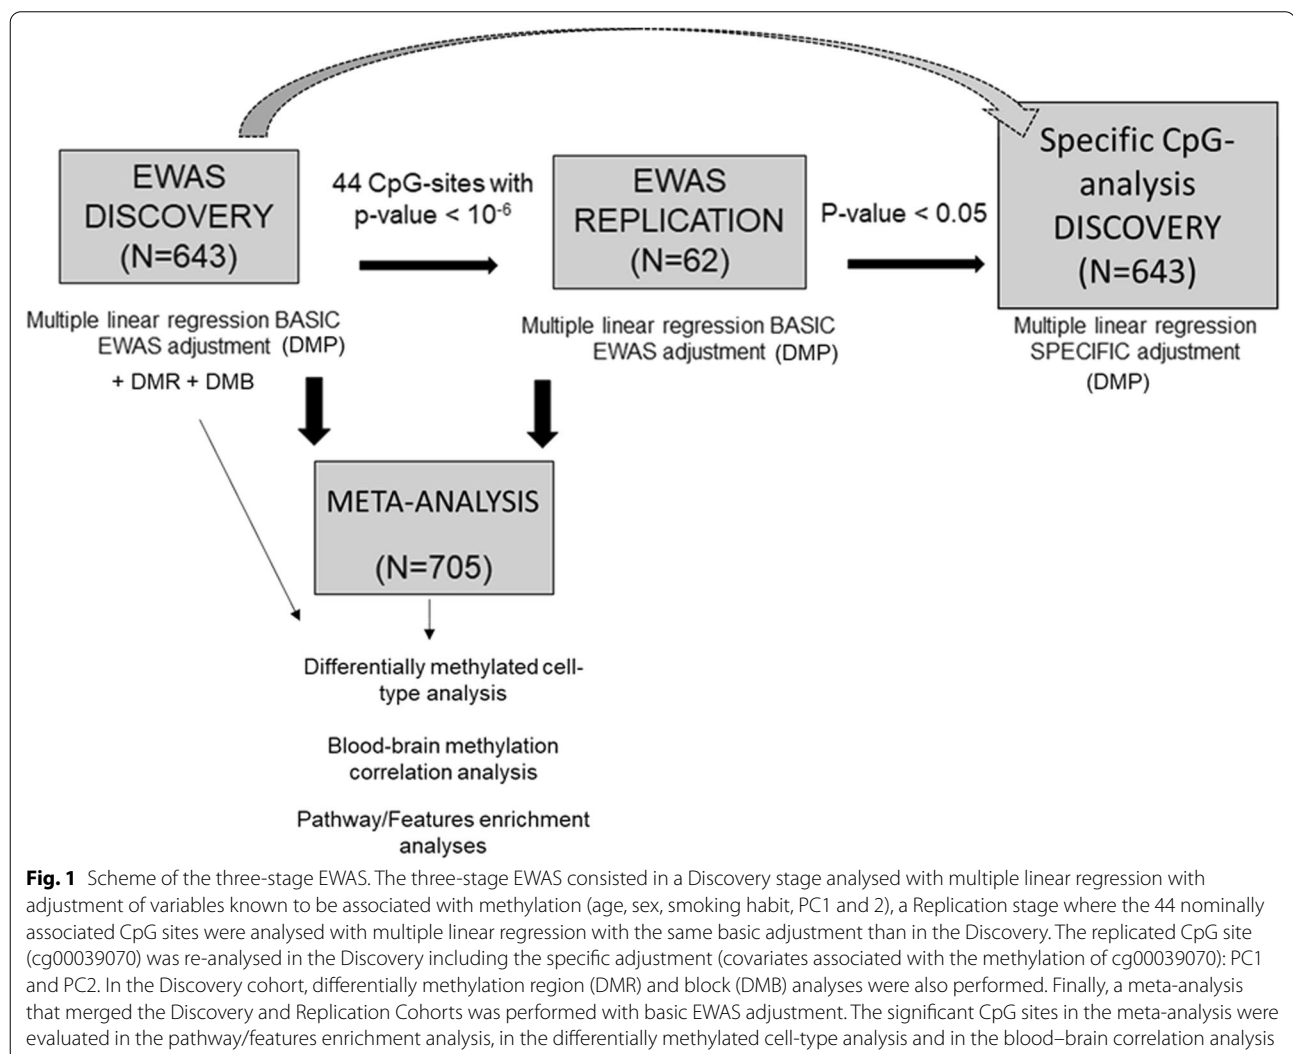 EWAS
DISCOVERY
(N=643)
44 CpG-sites with
p-value < 10-6
EWAS
REPLICATION
(N=62)
P-value < 0.05
Specific CpG-
analysis
DISCOVERY
(N=643)
Multiple linear regression BASIC
EWAS adjustment (DMP)
+ DMR + DMB
Multiple linear regression BASIC
EWAS adjustment (DMP)
Multiple linear regression
SPECIFIC adjustment
(DMP)
META-ANALYSIS
(N=705)
Differentially methylated cell-
type analysis
Blood-brain methylation
correlation analysis
Pathway/Features enrichment
analyses
Fig. 1 Scheme of the three-stage EWAS. The three-stage EWAS consisted in a Discovery stage analysed with multiple linear regression with
adjustment of variables known to be associated with methylation (age, sex, smoking habit, PC1 and 2), a Replication stage where the 44 nominally
associated CpG sites were analysed with multiple linear regression with the same basic adjustment than in the Discovery. The replicated CpG site
(cg00039070) was re-analysed in the Discovery including the specific adjustment (covariates associated with the methylation of cg00039070): PC1
and PC2. In the Discovery cohort, differentially methylation region (DMR) and block (DMB) analyses were also performed. Finally, a meta-analysis
that merged the Discovery and Replication Cohorts was performed with basic EWAS adjustment. The significant CpG sites in the meta-analysis were
evaluated in the pathway/features enrichment analysis, in the differentially methylated cell-type analysis and in the blood–brain correlation analysis